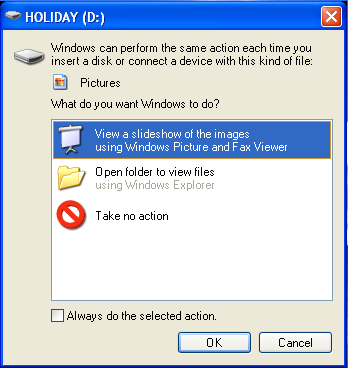 HOLIDAY (D:)
Windows can perform the same action each time you
insert a disk or connect a device with this kind of file:
Pictures
What do you want Windows to do?
View a slideshow of the images
using Windows Picture and Fax Viewer
Open folder to view files
using Windows Explorer
Take no action
Always do the selected action.
OK Cancel